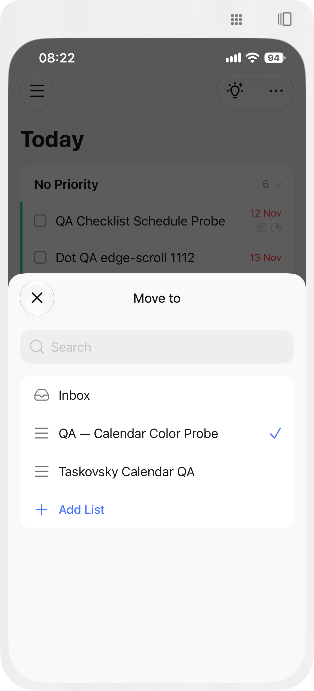 08:22
94
Today
No Priority
6
QA Checklist Schedule Probe
12 Nov
Dot QA edge-scroll 1112
13 Nov
Move to
Search
Inbox
QA — Calendar Color Probe
Taskovsky Calendar QA
Add List